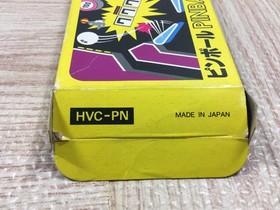 ピンボール PINBA
HVC-PN
MADE IN JAPAN